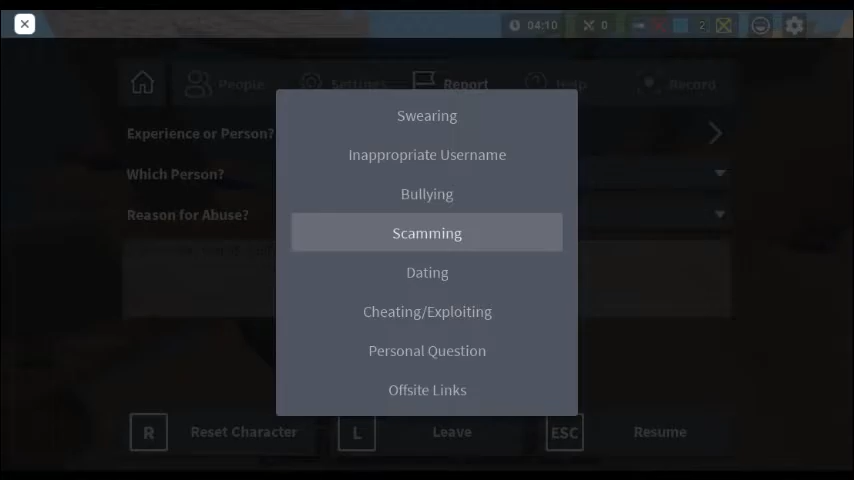 04:10
0
2
People
Settings
Report
Help
Record
Experience or Person?
Which Person?
Reason for Abuse?
Swearing
Inappropriate Username
Bullying
Scamming
Dating
Cheating/Exploiting
Personal Question
Offsite Links
R
Reset Character
L
Leave
ESC
Resume